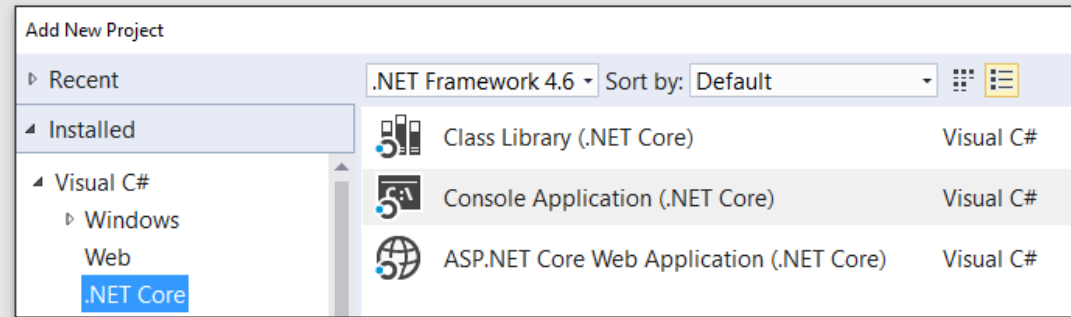 Add New Project
Recent
.NET Framework 4.6 Sort by: Default
Installed
Class Library (.NET Core) Visual C#
Visual C#
Console Application (.NET Core) Visual C#
Windows
Web
ASP.NET Core Web Application (.NET Core) Visual C#
.NET Core